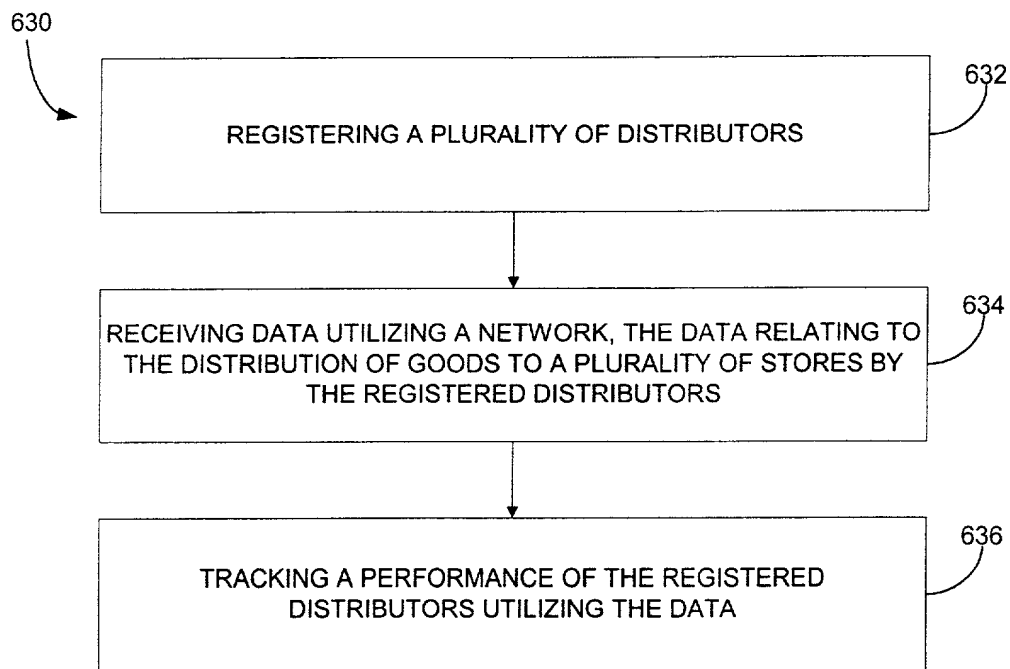 630
632
REGISTERING A PLURALITY OF DISTRIBUTORS
634
RECEIVING DATA UTILIZING A NETWORK, THE DATA RELATING TO
THE DISTRIBUTION OF GOODS TO A PLURALITY OF STORES BY
THE REGISTERED DISTRIBUTORS
636
TRACKING A PERFORMANCE OF THE REGISTERED
DISTRIBUTORS UTILIZING THE DATA